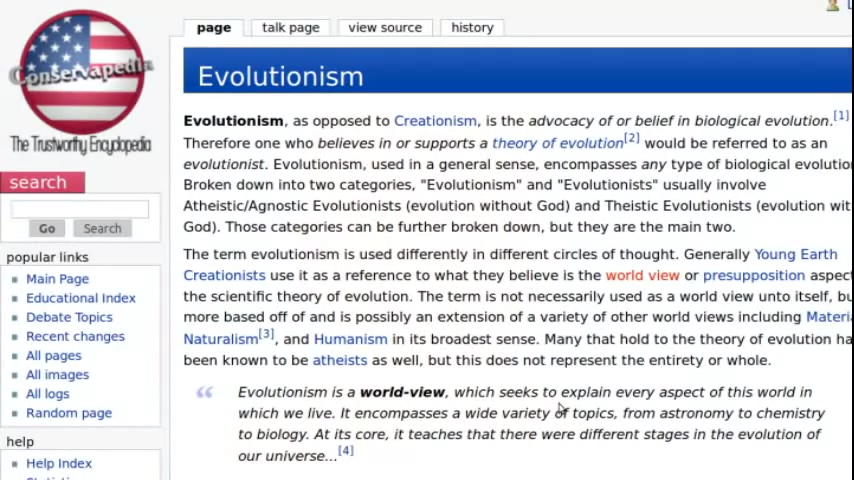 page
talk page
view source
history
Conservapedia
The Trustworthy Encyclopedia
Evolutionism
Evolutionism, as opposed to Creationism, is the advocacy of or belief in biological evolution.[1]
Therefore one who believes in or supports a theory of evolution[2] would be referred to as an
evolutionist. Evolutionism, used in a general sense, encompasses any type of biological evolutio
Broken down into two categories, "Evolutionism" and "Evolutionists" usually involve
Atheistic/Agnostic Evolutionists (evolution without God) and Theistic Evolutionists (evolution wit
God). Those categories can be further broken down, but they are the main two.
The term evolutionism is used differently in different circles of thought. Generally Young Earth
Creationists use it as a reference to what they believe is the world view or presupposition aspect
the scientific theory of evolution. The term is not necessarily used as a world view unto itself, bu
more based off of and is possibly an extension of a variety of other world views including Materi
Naturalism[3], and Humanism in its broadest sense. Many that hold to the theory of evolution ha
been known to be atheists as well, but this does not represent the entirety or whole.
“ Evolutionism is a world-view, which seeks to explain every aspect of this world in
which we live. It encompasses a wide variety of topics, from astronomy to chemistry
to biology. At its core, it teaches that there were different stages in the evolution of
our universe...[4]
search
Go
Search
popular links
Main Page
Educational Index
Debate Topics
Recent changes
All pages
All images
All logs
Random page
help
Help Index